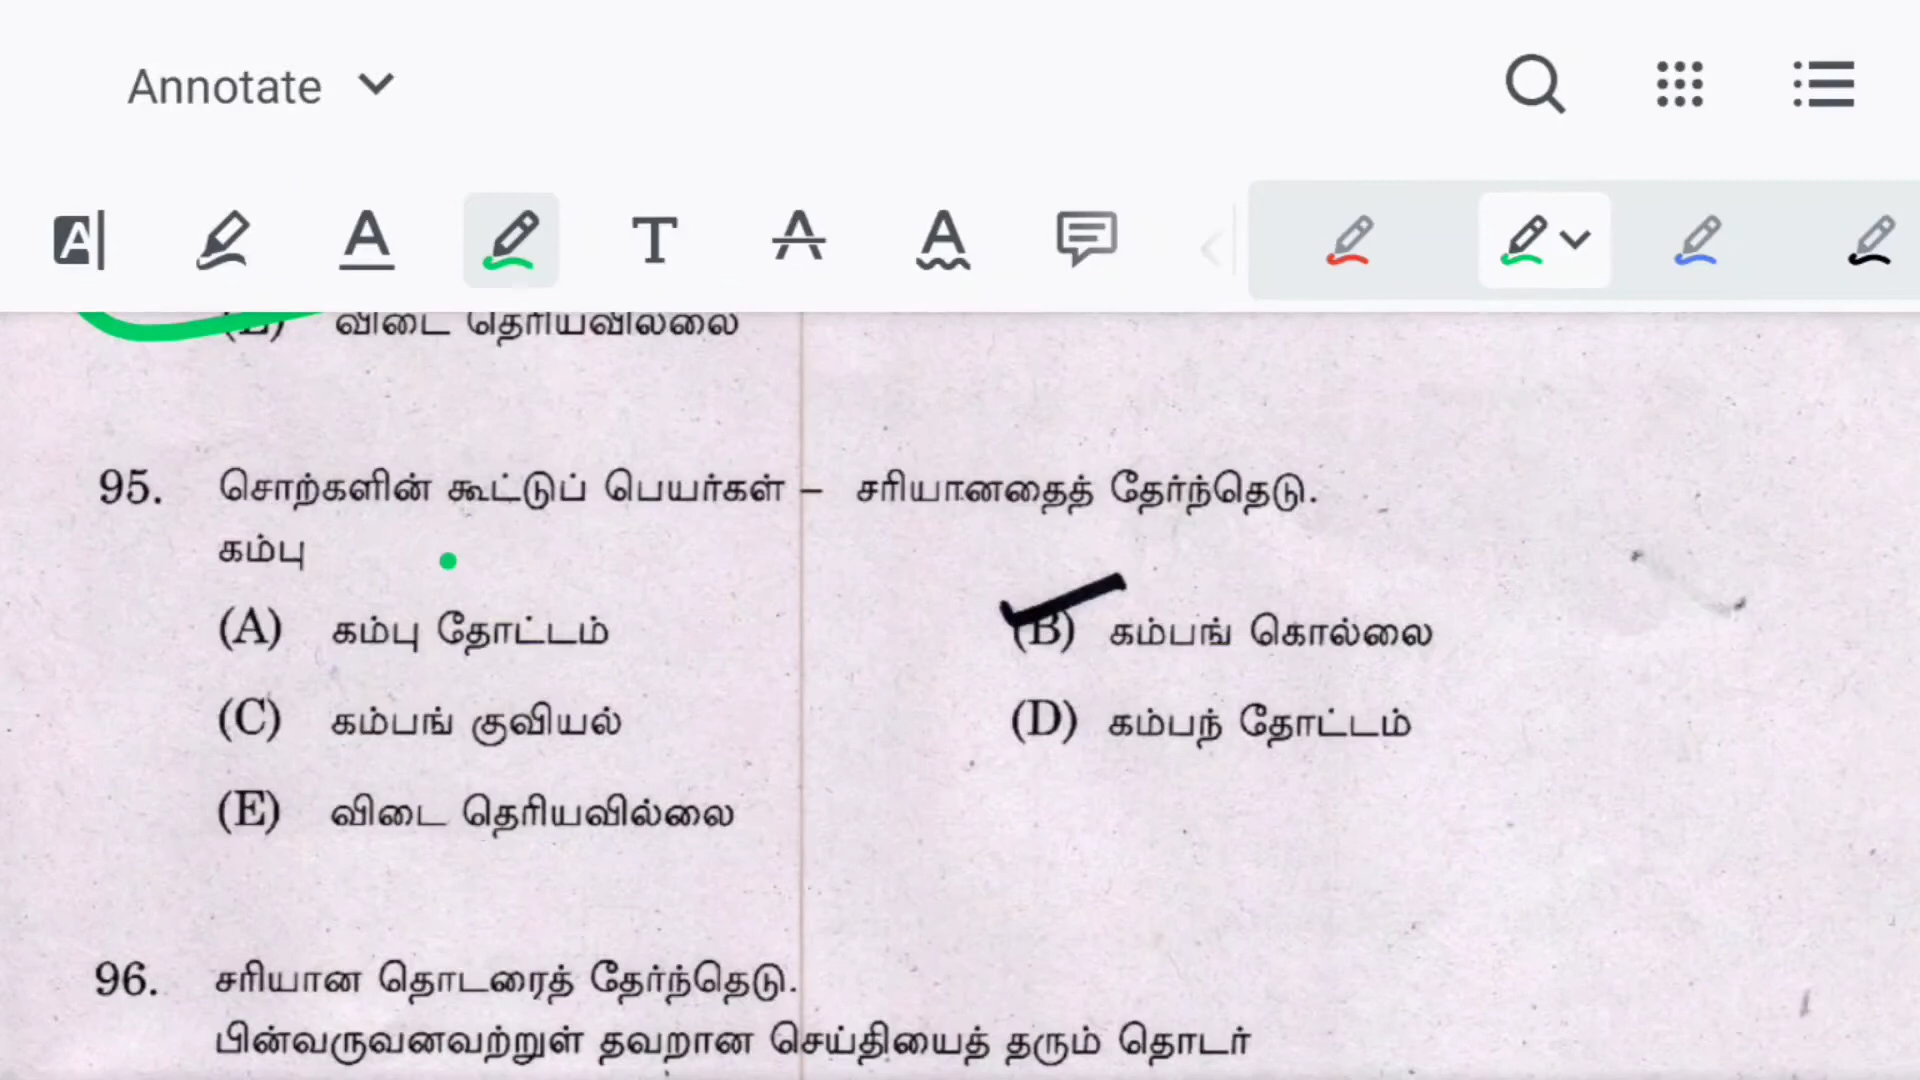 Annotate
விடை தெரியவில்லை
95. சொற்களின் கூட்டுப் பெயர்கள் – சரியானதைத் தேர்ந்தெடு.
கம்பு
(A) கம்பு தோட்டம் (B) கம்பங் கொல்லை
(C) கம்பங் குவியல் (D) கம்பந் தோட்டம்
(E) விடை தெரியவில்லை
96. சரியான தொடரைத் தேர்ந்தெடு.
பின்வருவனவற்றுள் தவறான செய்தியைத் தரும் தொடர்